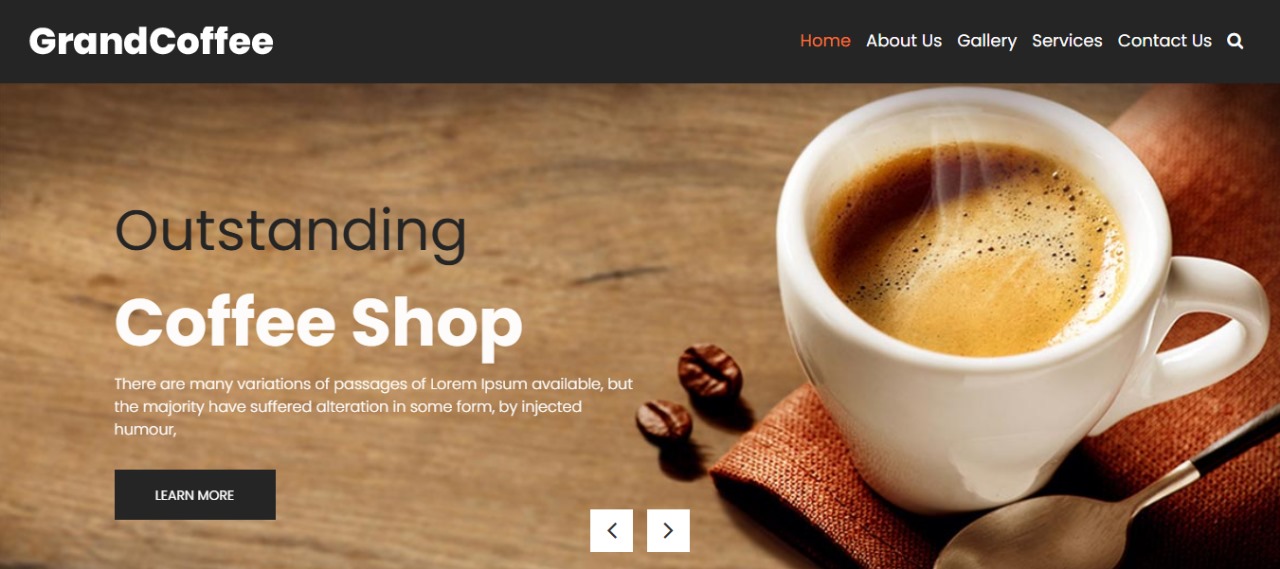 GrandCoffee
Home About Us Gallery Services Contact Us
Outstanding
Coffee Shop
There are many variations of passages of Lorem Ipsum available, but
the majority have suffered alteration in some form, by injected
humour,
LEARN MORE